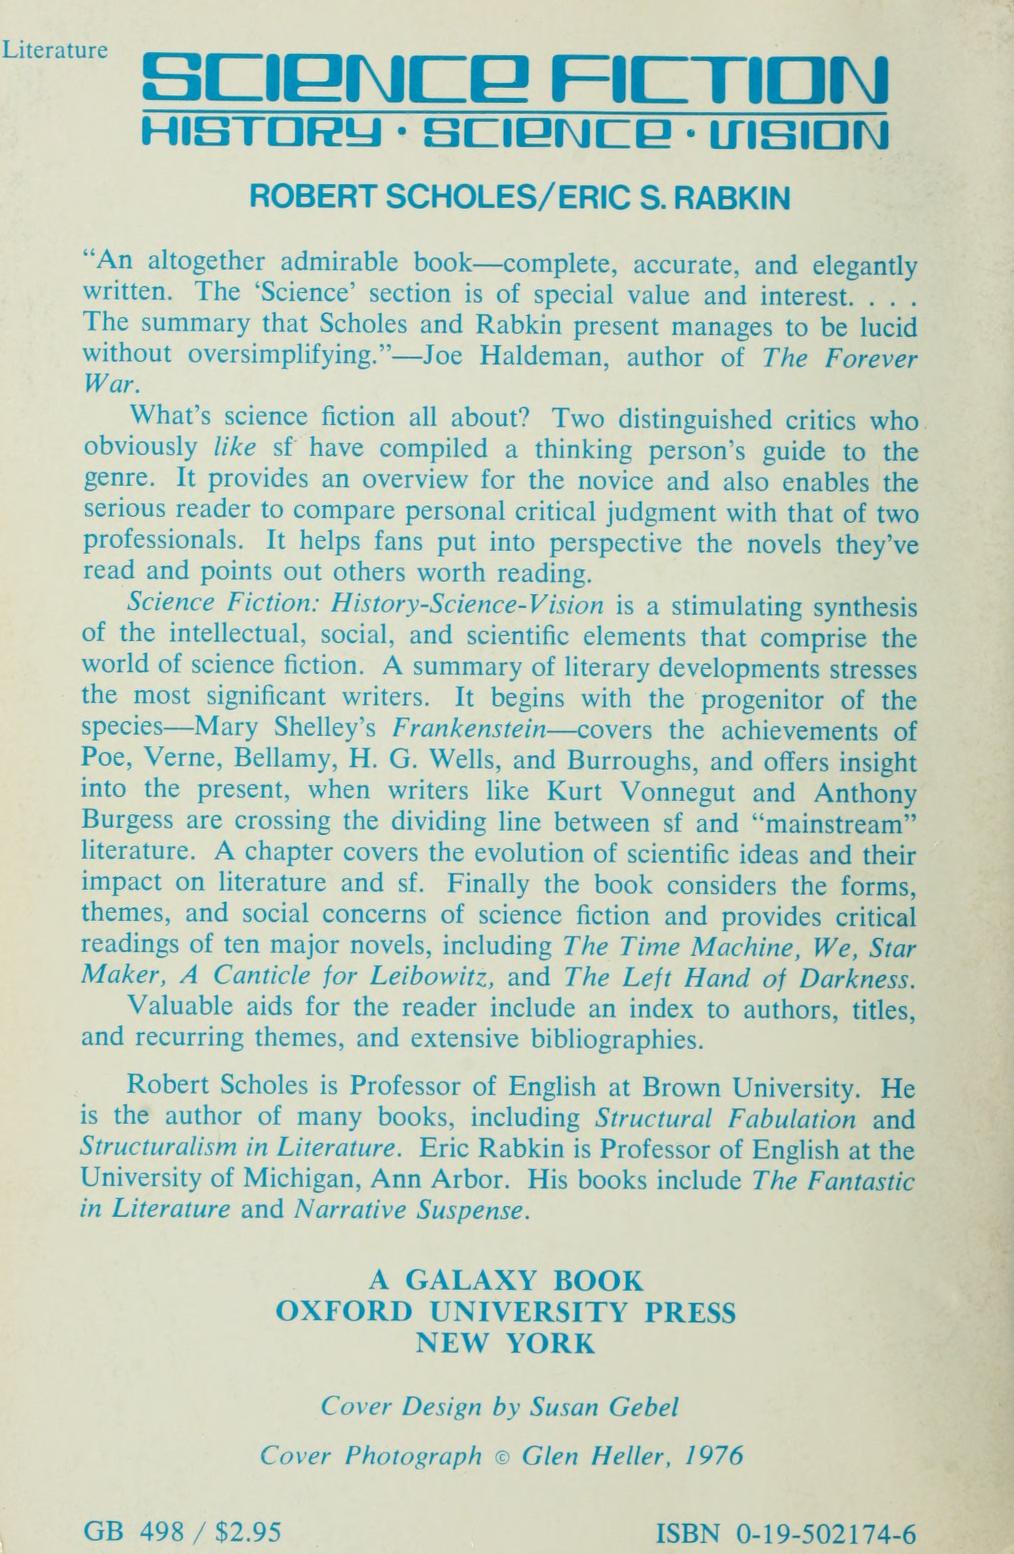 Literature
SCIENCE FICTION
HISTORY · SCIENCE · VISION
ROBERT SCHOLES/ERIC S. RABKIN
“An altogether admirable book—complete, accurate, and elegantly
written. The ‘Science’ section is of special value and interest. . . .
The summary that Scholes and Rabkin present manages to be lucid
without oversimplifying.”—Joe Haldeman, author of The Forever
War.
What’s science fiction all about? Two distinguished critics who
obviously like sf have compiled a thinking person’s guide to the
genre. It provides an overview for the novice and also enables the
serious reader to compare personal critical judgment with that of two
professionals. It helps fans put into perspective the novels they’ve
read and points out others worth reading.
Science Fiction: History-Science-Vision is a stimulating synthesis
of the intellectual, social, and scientific elements that comprise the
world of science fiction. A summary of literary developments stresses
the most significant writers. It begins with the progenitor of the
species—Mary Shelley’s Frankenstein—covers the achievements of
Poe, Verne, Bellamy, H. G. Wells, and Burroughs, and offers insight
into the present, when writers like Kurt Vonnegut and Anthony
Burgess are crossing the dividing line between sf and “mainstream”
literature. A chapter covers the evolution of scientific ideas and their
impact on literature and sf. Finally the book considers the forms,
themes, and social concerns of science fiction and provides critical
readings of ten major novels, including The Time Machine, We, Star
Maker, A Canticle for Leibowitz, and The Left Hand of Darkness.
Valuable aids for the reader include an index to authors, titles,
and recurring themes, and extensive bibliographies.
Robert Scholes is Professor of English at Brown University. He
is the author of many books, including Structural Fabulation and
Structuralism in Literature. Eric Rabkin is Professor of English at the
University of Michigan, Ann Arbor. His books include The Fantastic
in Literature and Narrative Suspense.
A GALAXY BOOK
OXFORD UNIVERSITY PRESS
NEW YORK
Cover Design by Susan Gebel
Cover Photograph © Glen Heller, 1976
GB 498 / $2.95 ISBN 0-19-502174-6